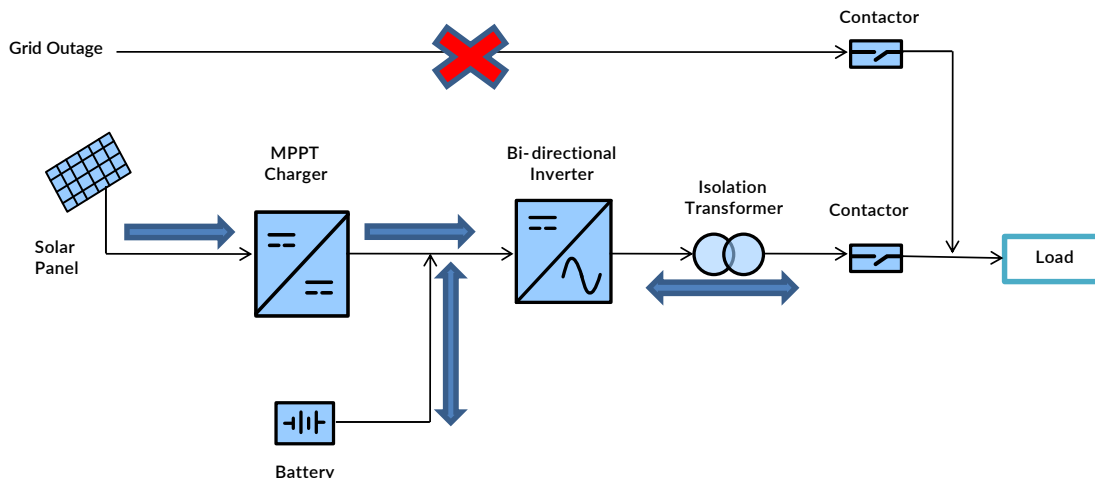 Contactor
Grid Outage
MPPT
Charger
Bi-directional
Inverter
Isolation
Transformer
Contactor
Solar
Panel
Load
Battery